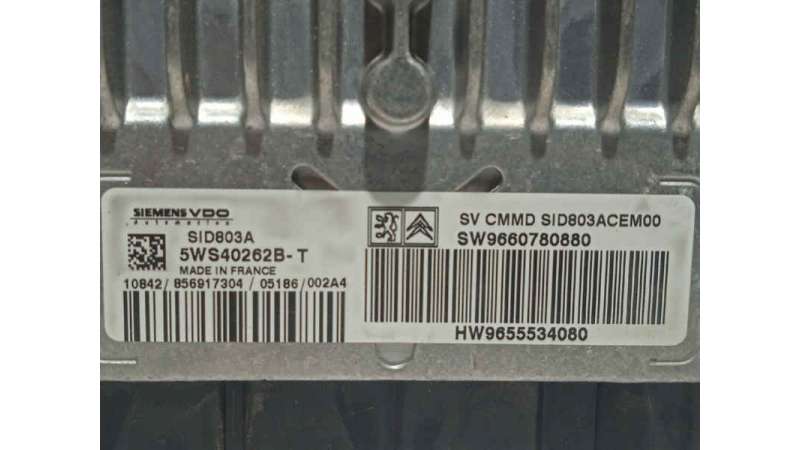 SIEMENS VDO
Automotive
SID803A
5WS40262B-T
MADE IN FRANCE
10842/856917304/05186/002A4
SV CMMD SID803ACEM00
SW9660780880
HW9655534080